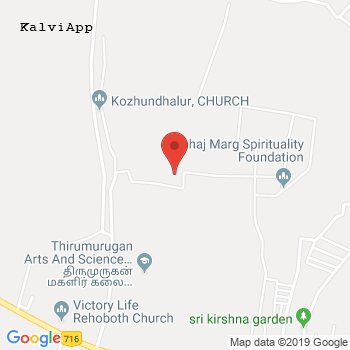 KalviApp
Kozhundhalur, CHURCH
haj Marg Spirituality
Foundation
Thirumurugan
Arts And Science...
திருமுருகன்
மகளிர் கலை...
Victory Life
Rehoboth Church
sri kirshna garden
Google
716
Map data ©2019 Google